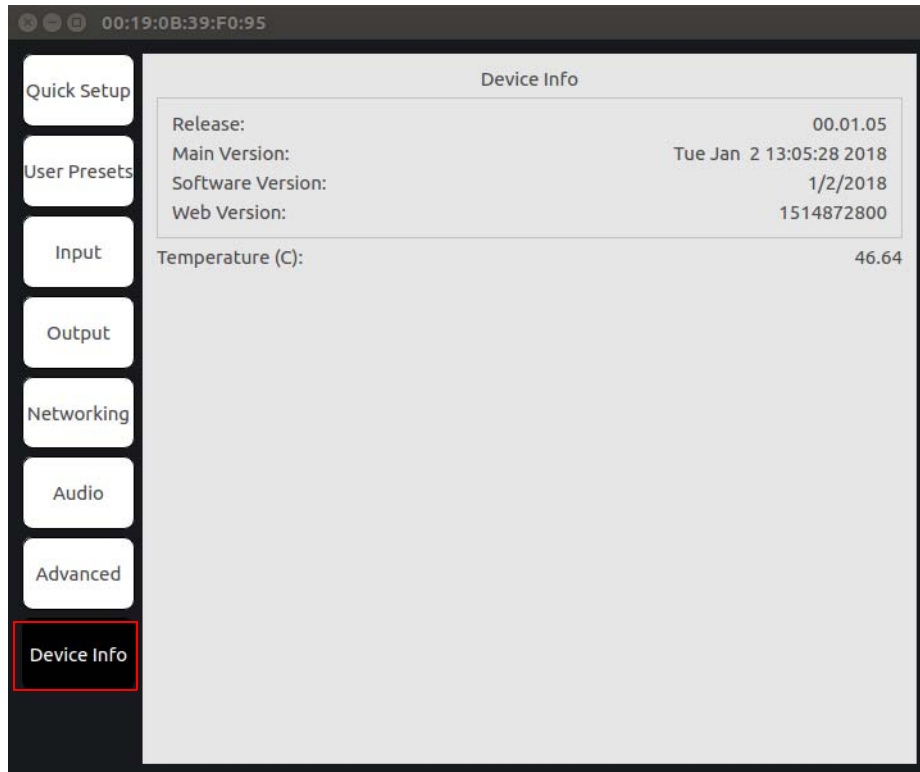 00:19:0B:39:F0:95
Quick Setup
User Presets
Input
Output
Networking
Audio
Advanced
Device Info
Device Info
Release: 00.01.05
Main Version: Tue Jan  2 13:05:28 2018
Software Version: 1/2/2018
Web Version: 1514872800
Temperature (C): 46.64